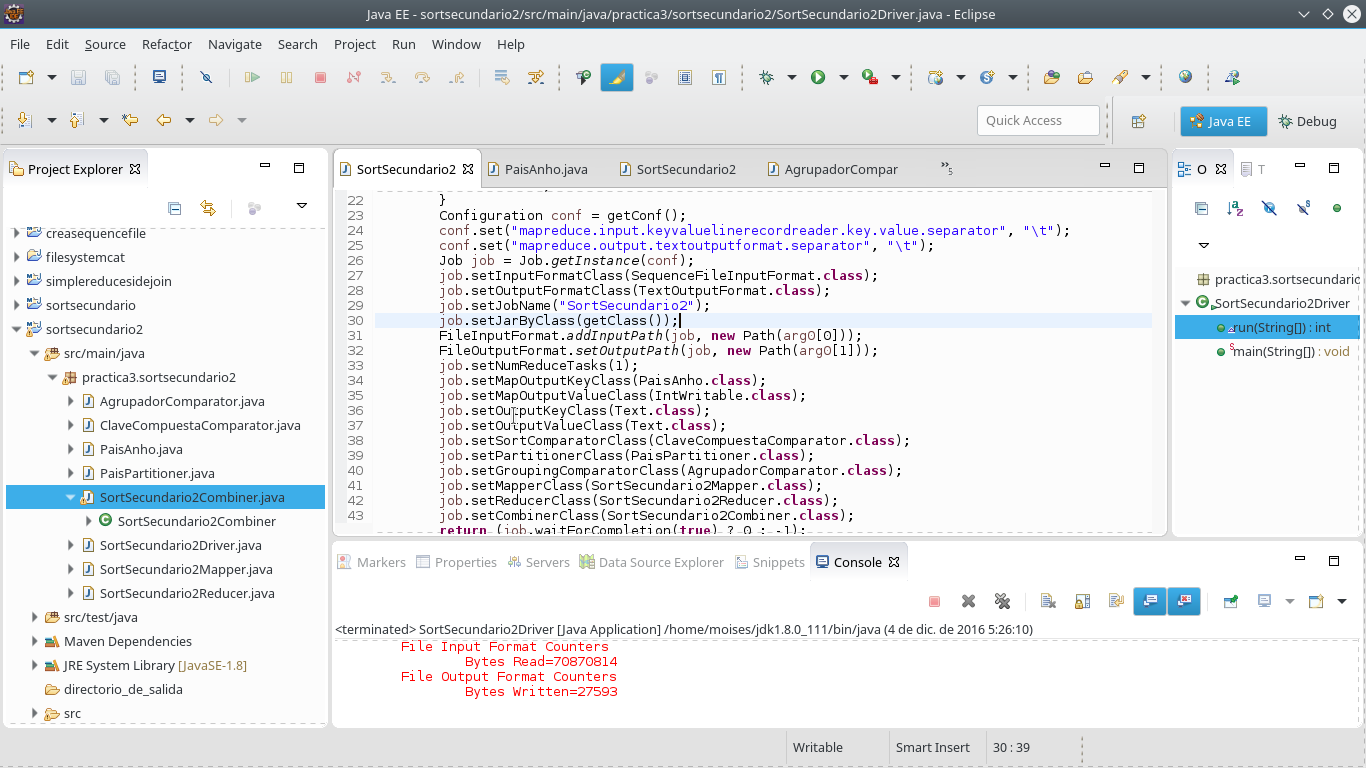 Java EE - sortsecundario2/src/main/java/practica3/sortsecundario2/SortSecundario2Driver.java - Eclipse
File Edit Source Refactor Navigate Search Project Run Window Help
Quick Access
Java EE
Debug
Project Explorer
creasequencefile
filesystemcat
simplereducesidejoin
sortsecundario
sortsecundario2
src/main/java
practica3.sortsecundario2
AgrupadorComparator.java
ClaveCompuestaComparator.java
PaisAnho.java
PaisPartitioner.java
SortSecundario2Combiner.java
SortSecundario2Combiner
SortSecundario2Driver.java
SortSecundario2Mapper.java
SortSecundario2Reducer.java
src/test/java
Maven Dependencies
JRE System Library [JavaSE-1.8]
directorio_de_salida
src
SortSecundario2 PaisAnho.java SortSecundario2 AgrupadorCompar »5
22 }
23 Configuration conf = getConf();
24 conf.set("mapreduce.input.keyvaluelinerecordreader.key.value.separator", "\t");
25 conf.set("mapreduce.output.textoutputformat.separator", "\t");
26 Job job = Job.getInstance(conf);
27 job.setInputFormatClass(SequenceFileInputFormat.class);
28 job.setOutputFormatClass(TextOutputFormat.class);
29 job.setJobName("SortSecundario2");
30 job.setJarByClass(getClass());
31 FileInputFormat.addInputPath(job, new Path(arg0[0]));
32 FileOutputFormat.setOutputPath(job, new Path(arg0[1]));
33 job.setNumReduceTasks(1);
34 job.setMapOutputKeyClass(PaisAnho.class);
35 job.setMapOutputValueClass(IntWritable.class);
36 job.setOutputKeyClass(Text.class);
37 job.setOutputValueClass(Text.class);
38 job.setSortComparatorClass(ClaveCompuestaComparator.class);
39 job.setPartitionerClass(PaisPartitioner.class);
40 job.setGroupingComparatorClass(AgrupadorComparator.class);
41 job.setMapperClass(SortSecundario2Mapper.class);
42 job.setReducerClass(SortSecundario2Reducer.class);
43 job.setCombinerClass(SortSecundario2Combiner.class);
return (job.waitForCompletion(true) ? 0 : -1);
O T
practica3.sortsecundaric
SortSecundario2Driver
run(String[]) : int
main(String[]) : void
Markers Properties Servers Data Source Explorer Snippets Console
<terminated> SortSecundario2Driver [Java Application] /home/moises/jdk1.8.0_111/bin/java (4 de dic. de 2016 5:26:10)
File Input Format Counters
Bytes Read=70870814
File Output Format Counters
Bytes Written=27593
Writable Smart Insert 30 : 39